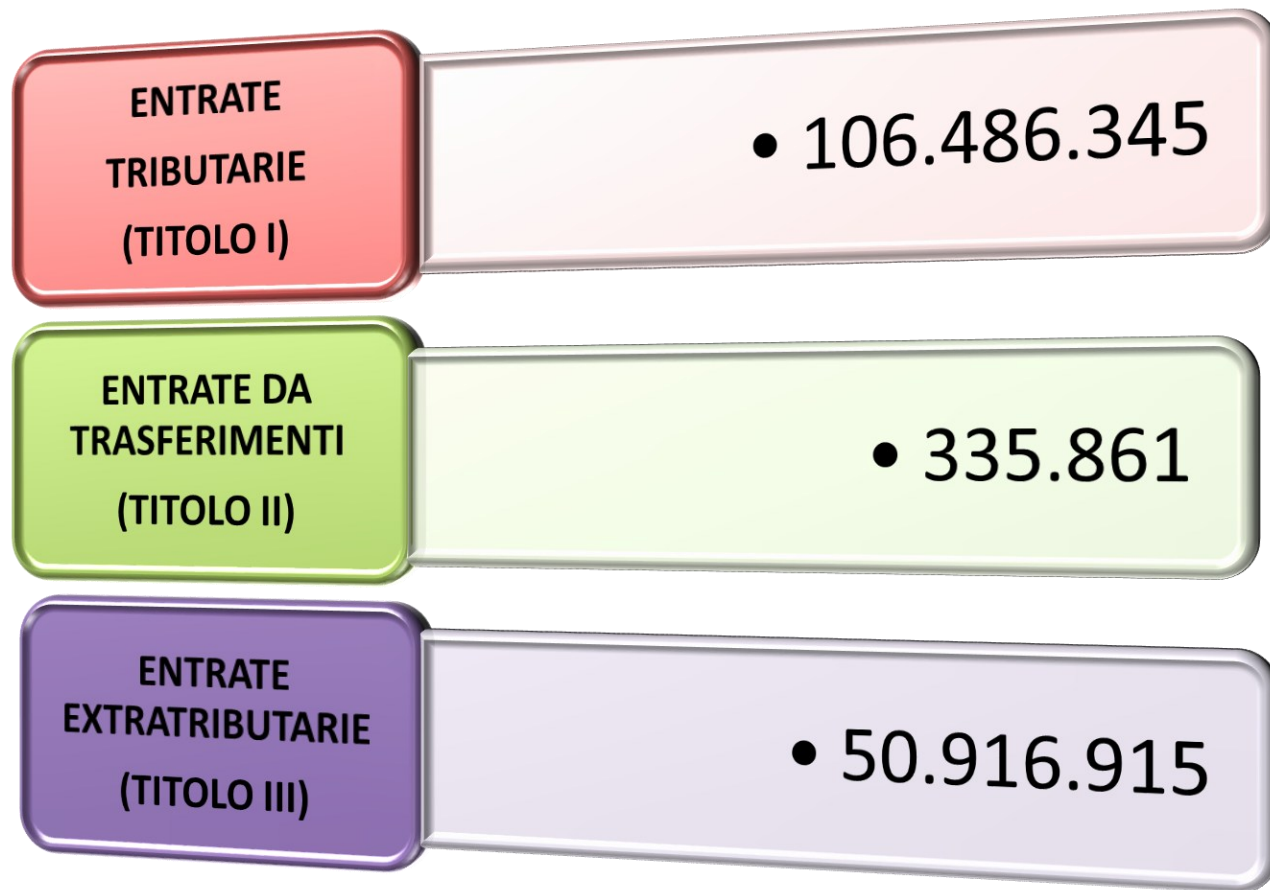 ENTRATE
TRIBUTARIE
(TITOLO I)
• 106.486.345
ENTRATE DA
TRASFERIMENTI
(TITOLO II)
• 335.861
ENTRATE
EXTRATRIBUTARIE
(TITOLO III)
• 50.916.915